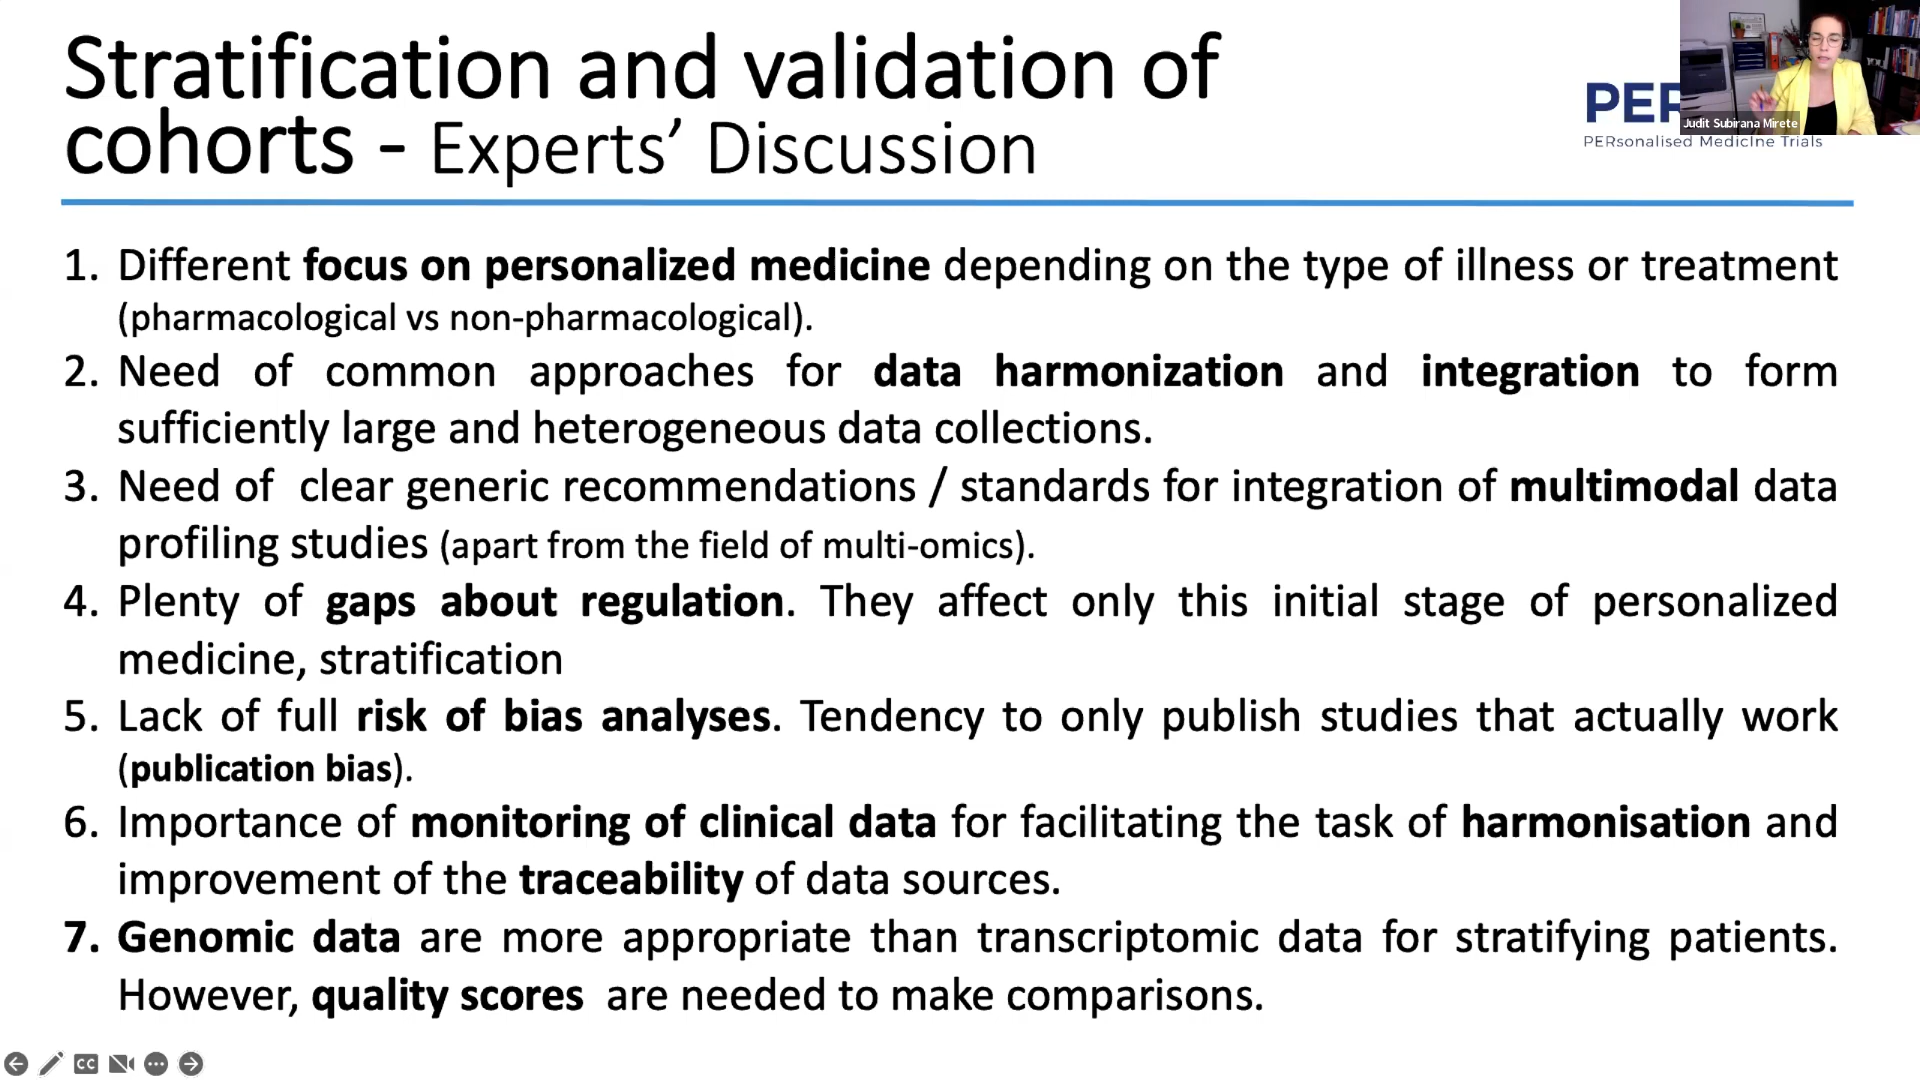 Stratification and validation of
cohorts - Experts’ Discussion
PER
Judit Subirana Mirete
PERsonalised MedicIne Trials
1. Different focus on personalized medicine depending on the type of illness or treatment
(pharmacological vs non-pharmacological).
2. Need of common approaches for data harmonization and integration to form
sufficiently large and heterogeneous data collections.
3. Need of  clear generic recommendations / standards for integration of multimodal data
profiling studies (apart from the field of multi-omics).
4. Plenty of gaps about regulation. They affect only this initial stage of personalized
medicine, stratification
5. Lack of full risk of bias analyses. Tendency to only publish studies that actually work
(publication bias).
6. Importance of monitoring of clinical data for facilitating the task of harmonisation and
improvement of the traceability of data sources.
7. Genomic data are more appropriate than transcriptomic data for stratifying patients.
However, quality scores  are needed to make comparisons.
CC